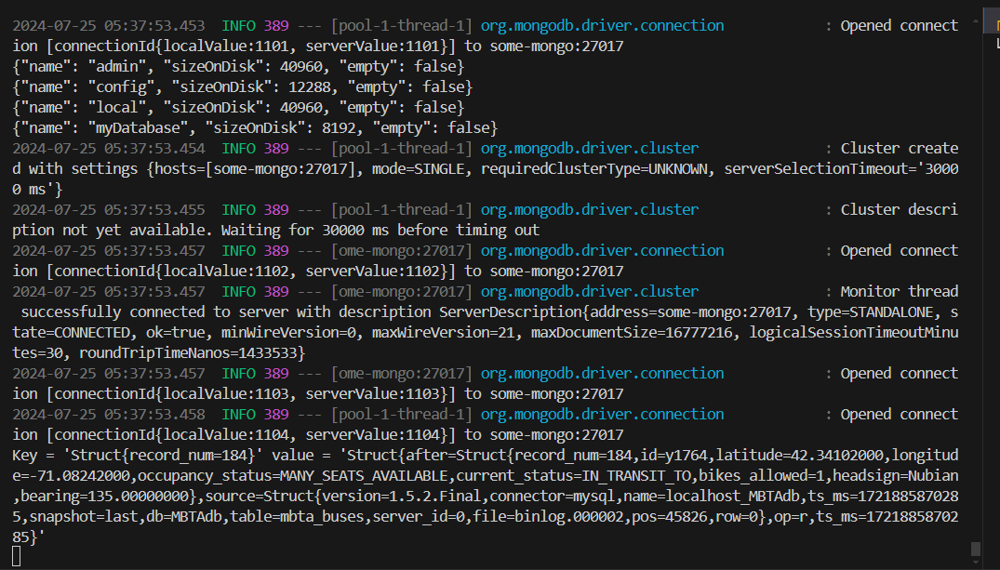 2024-07-25 05:37:53.453  INFO 389 --- [pool-1-thread-1] org.mongodb.driver.connection            : Opened connect
ion [connectionId{localValue:1101, serverValue:1101}] to some-mongo:27017
{"name": "admin", "sizeOnDisk": 40960, "empty": false}
{"name": "config", "sizeOnDisk": 12288, "empty": false}
{"name": "local", "sizeOnDisk": 40960, "empty": false}
{"name": "myDatabase", "sizeOnDisk": 8192, "empty": false}
2024-07-25 05:37:53.454  INFO 389 --- [pool-1-thread-1] org.mongodb.driver.cluster               : Cluster create
d with settings {hosts=[some-mongo:27017], mode=SINGLE, requiredClusterType=UNKNOWN, serverSelectionTimeout='3000
0 ms'}
2024-07-25 05:37:53.455  INFO 389 --- [pool-1-thread-1] org.mongodb.driver.cluster               : Cluster descri
ption not yet available. Waiting for 30000 ms before timing out
2024-07-25 05:37:53.457  INFO 389 --- [ome-mongo:27017] org.mongodb.driver.connection            : Opened connect
ion [connectionId{localValue:1102, serverValue:1102}] to some-mongo:27017
2024-07-25 05:37:53.457  INFO 389 --- [ome-mongo:27017] org.mongodb.driver.cluster               : Monitor thread
 successfully connected to server with description ServerDescription{address=some-mongo:27017, type=STANDALONE, s
tate=CONNECTED, ok=true, minWireVersion=0, maxWireVersion=21, maxDocumentSize=16777216, logicalSessionTimeoutMinu
tes=30, roundTripTimeNanos=1433533}
2024-07-25 05:37:53.457  INFO 389 --- [ome-mongo:27017] org.mongodb.driver.connection            : Opened connect
ion [connectionId{localValue:1103, serverValue:1103}] to some-mongo:27017
2024-07-25 05:37:53.458  INFO 389 --- [pool-1-thread-1] org.mongodb.driver.connection            : Opened connect
ion [connectionId{localValue:1104, serverValue:1104}] to some-mongo:27017
Key = 'Struct{record_num=184}' value = 'Struct{after=Struct{record_num=184,id=y1764,latitude=42.34102000,longitud
e=-71.08242000,occupancy_status=MANY_SEATS_AVAILABLE,current_status=IN_TRANSIT_TO,bikes_allowed=1,headsign=Nubian
,bearing=135.00000000},source=Struct{version=1.5.2.Final,connector=mysql,name=localhost_MBTAdb,ts_ms=172188587028
5,snapshot=last,db=MBTAdb,table=mbta_buses,server_id=0,file=binlog.000002,pos=45826,row=0},op=r,ts_ms=17218858702
85}'